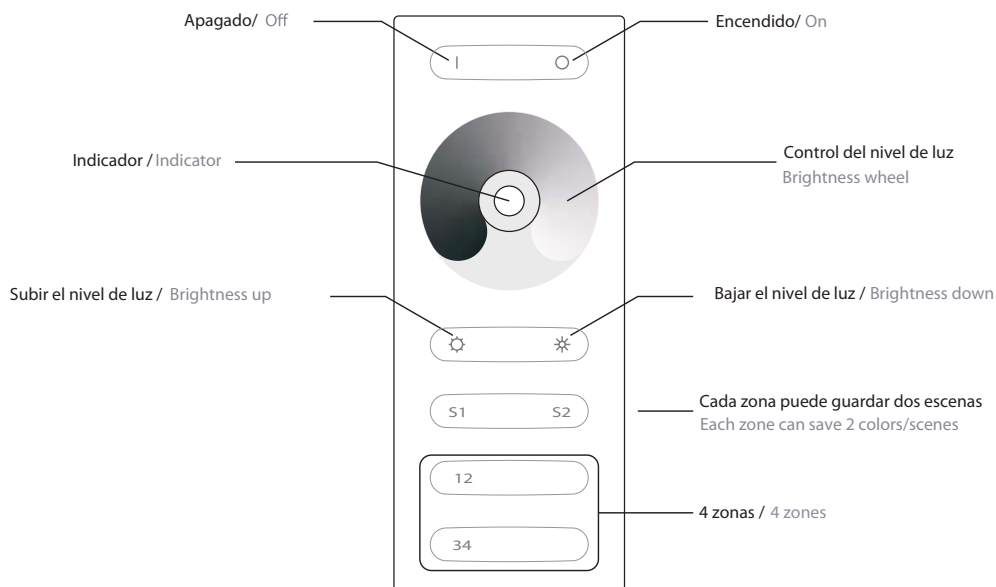 Apagado/ Off
Encendido/ On
Indicador / Indicator
Control del nivel de luz
Brightness wheel
Subir el nivel de luz / Brightness up
Bajar el nivel de luz / Brightness down
S1 S2
Cada zona puede guardar dos escenas
Each zone can save 2 colors/scenes
12
4 zonas / 4 zones
34